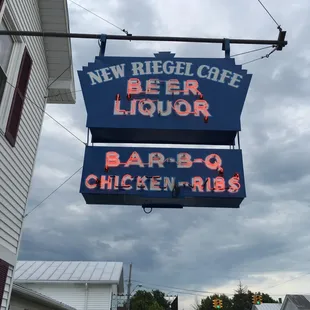 NEW RIEGEL CAFE
BEER
LIQUOR
BAR-B-Q
CHICKEN-RIBS